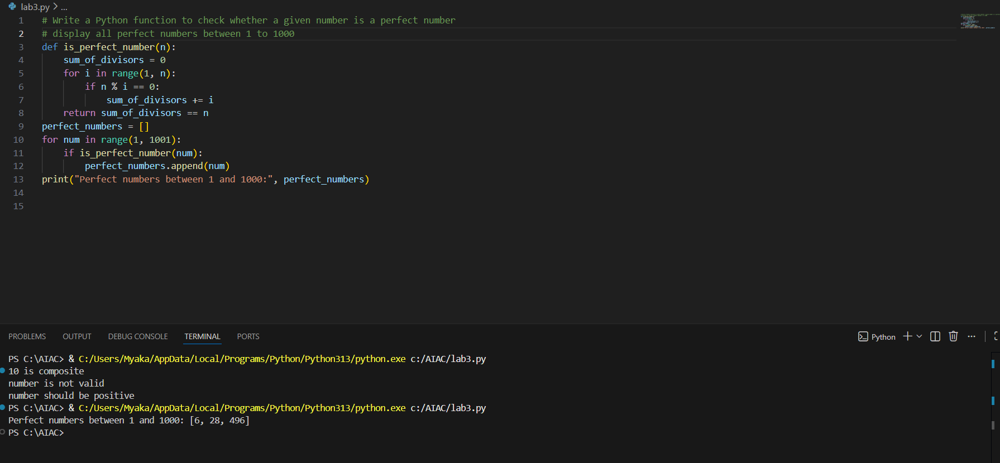 lab3.py > ...
1 # Write a Python function to check whether a given number is a perfect number
2 # display all perfect numbers between 1 to 1000
3 def is_perfect_number(n):
4     sum_of_divisors = 0
5     for i in range(1, n):
6         if n % i == 0:
7             sum_of_divisors += i
8     return sum_of_divisors == n
9 perfect_numbers = []
10 for num in range(1, 1001):
11     if is_perfect_number(num):
12         perfect_numbers.append(num)
13 print("Perfect numbers between 1 and 1000:", perfect_numbers)
14
15
PROBLEMS OUTPUT DEBUG CONSOLE TERMINAL PORTS Python
PS C:\AIAC> & C:/Users/Myaka/AppData/Local/Programs/Python/Python313/python.exe c:/AIAC/lab3.py
10 is composite
number is not valid
number should be positive
PS C:\AIAC> & C:/Users/Myaka/AppData/Local/Programs/Python/Python313/python.exe c:/AIAC/lab3.py
Perfect numbers between 1 and 1000: [6, 28, 496]
PS C:\AIAC>